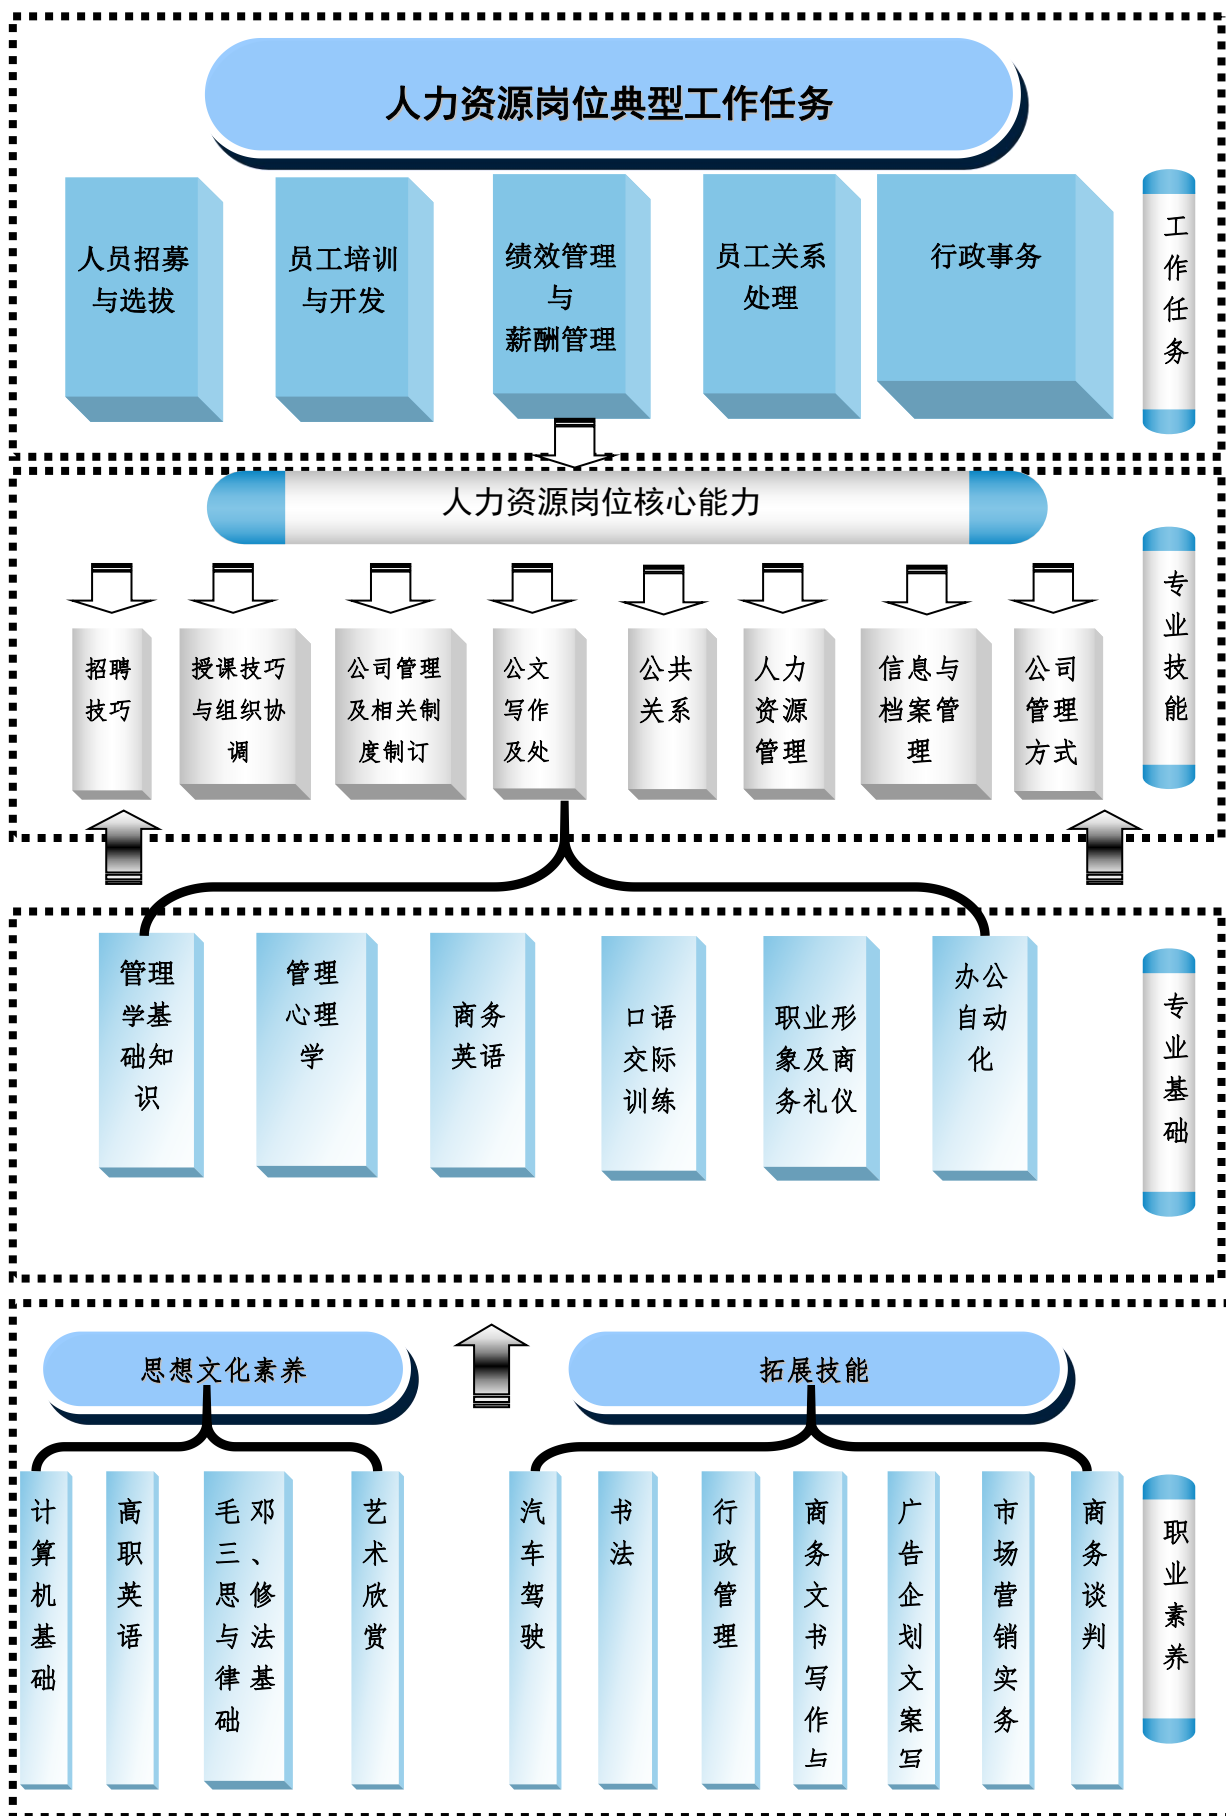 人力资源岗位典型工作任务
人员招募
与选拔
员工培训
与开发
绩效管理
与
薪酬管理
员工关系
处理
行政事务
工作任务
人力资源岗位核心能力
招聘
技巧
授课技巧
与组织协
调
公司管理
及相关制
度制订
公文
写作
及处
公共
关系
人力
资源
管理
信息与
档案管
理
公司
管理
方式
专业技能
管理
学基
础知
识
管理
心理
学
商务
英语
口语
交际
训练
职业形
象及商
务礼仪
办公
自动
化
专业基础
思想文化素养
拓展技能
计算机基础
高职英语
毛邓
三、
思修
与法
律基
础
艺术欣赏
汽车驾驶
书法
行政管理
商务文书写作与
广告企划文案写
市场营销实务
商务谈判
职业素养